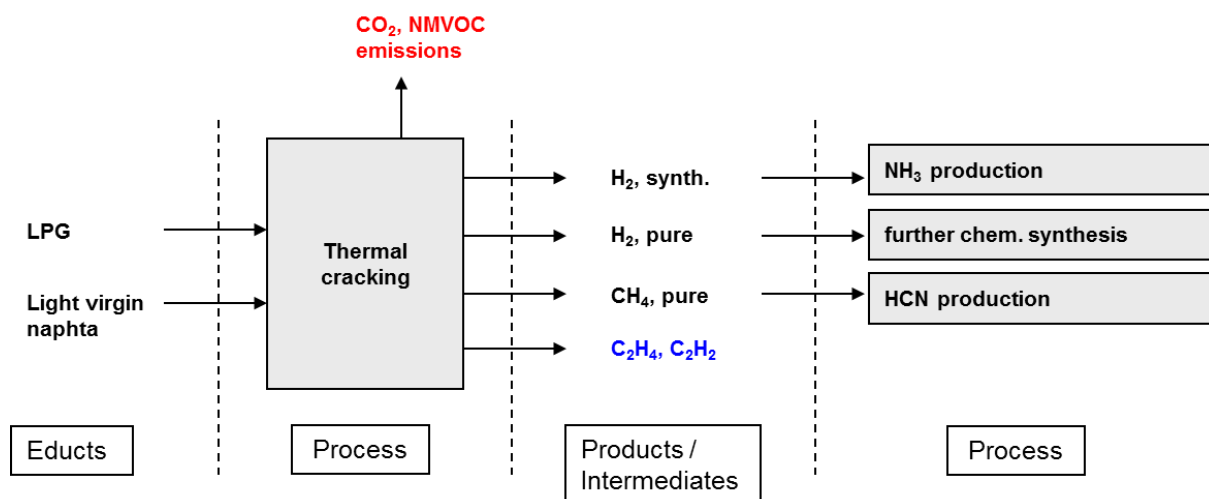 CO₂, NMVOC
emissions
LPG
Light virgin
naphta
Thermal
cracking
H₂, synth.
H₂, pure
CH₄, pure
C₂H₄, C₂H₂
NH₃ production
further chem. synthesis
HCN production
Educts
Process
Products /
Intermediates
Process